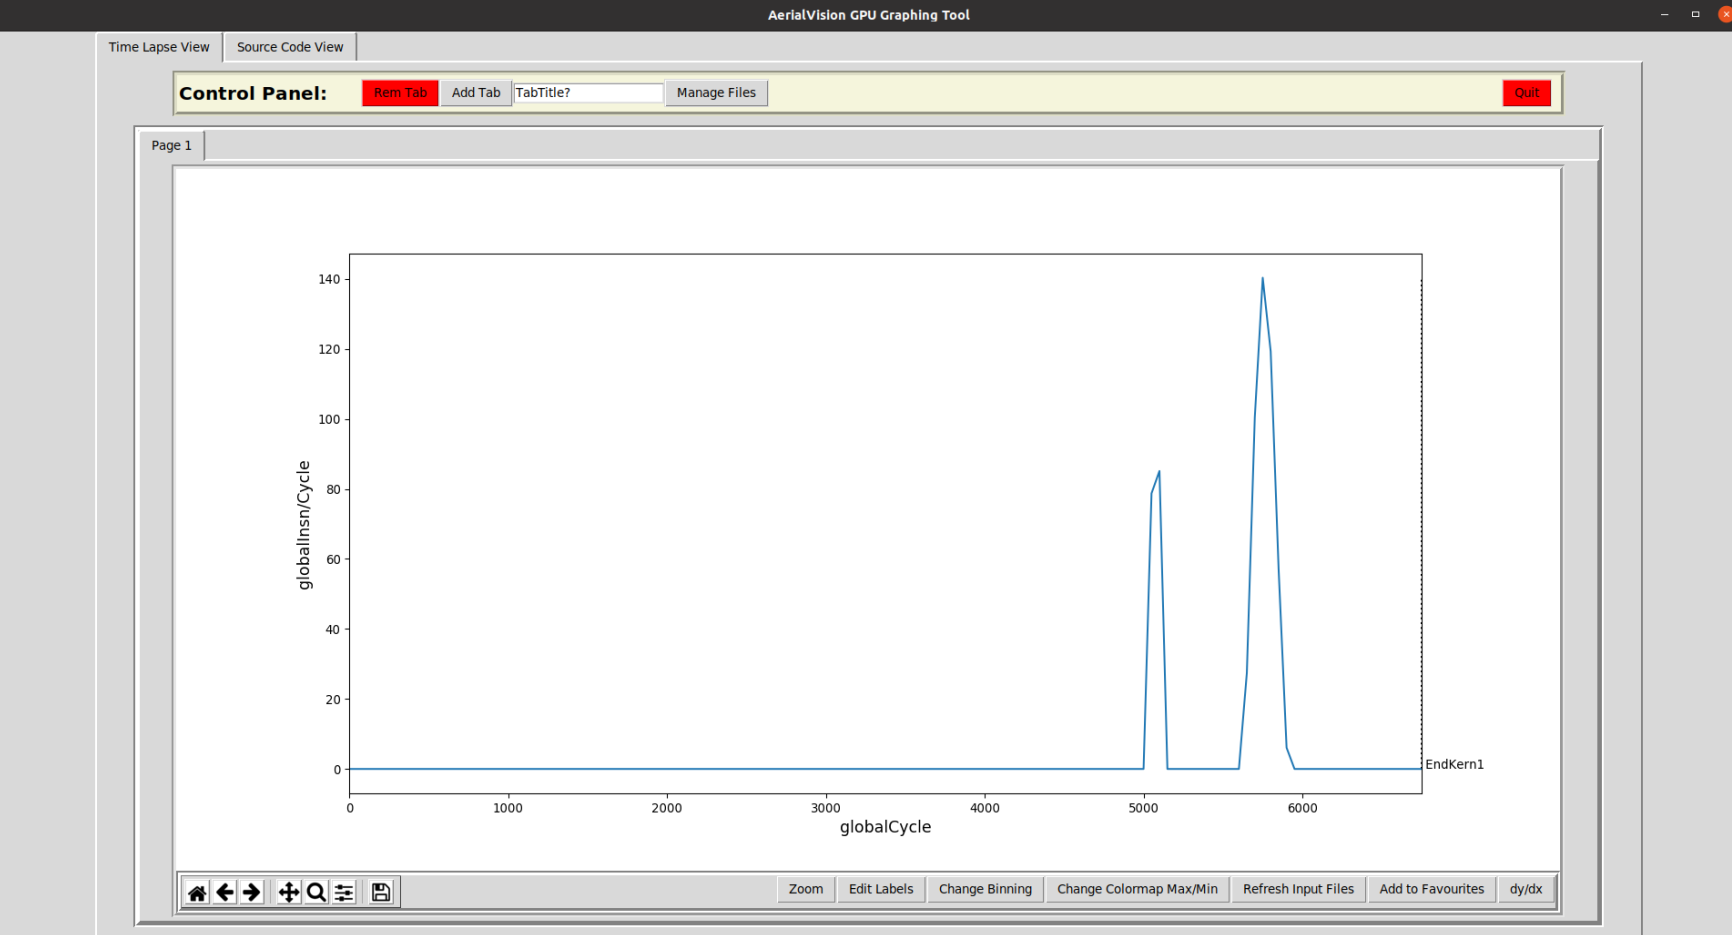 AerialVision GPU Graphing Tool
Time Lapse View Source Code View
Control Panel: Rem Tab Add Tab TabTitle? Manage Files Quit
Page 1
140
120
100
80
60
40
20
0
globalInsn/Cycle
EndKern1
0 1000 2000 3000 4000 5000 6000
globalCycle
Zoom Edit Labels Change Binning Change Colormap Max/Min Refresh Input Files Add to Favourites dy/dx